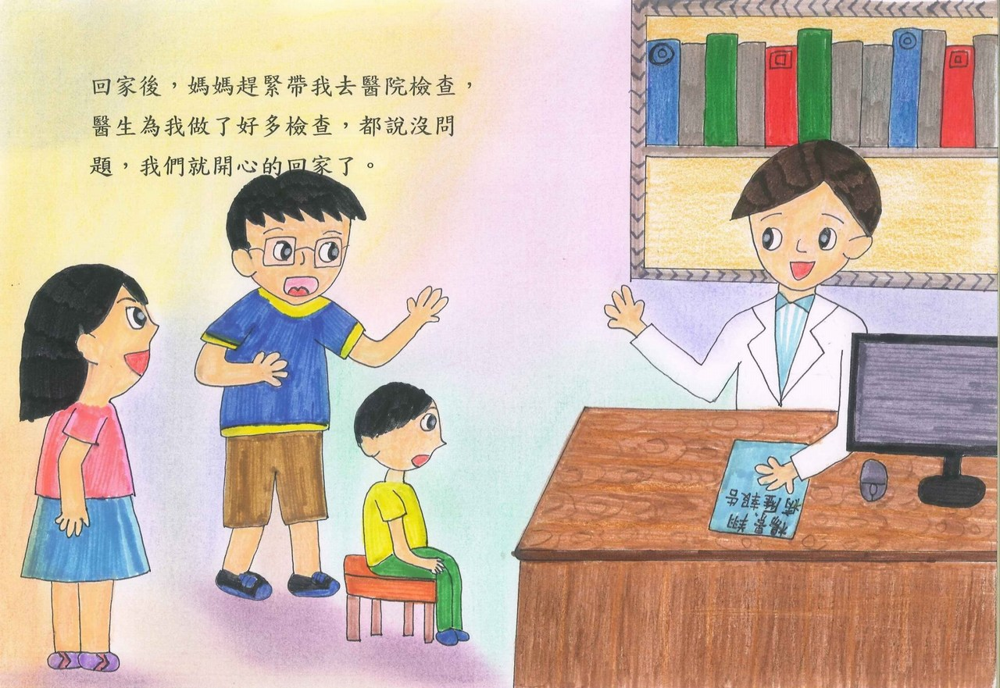 回家後，媽媽趕緊帶我去醫院檢查，
醫生為我做了好多檢查，都說沒問
題，我們就開心的回家了。
報告